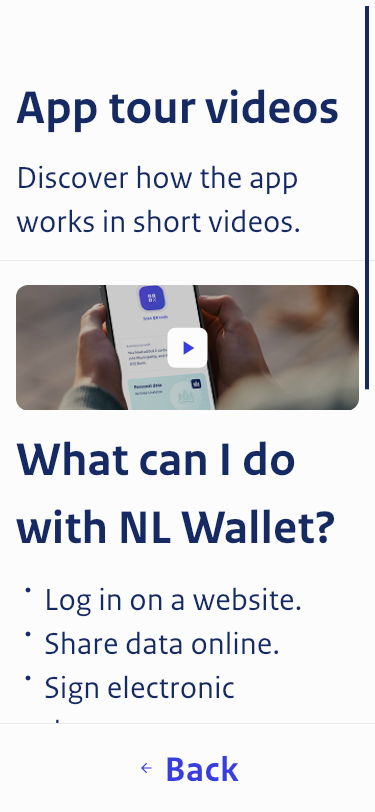 App tour videos
Discover how the app
works in short videos.
Scan QR code
Personal data
What can I do
with NL Wallet?
Log in on a website.
Share data online.
Sign electronic
Back